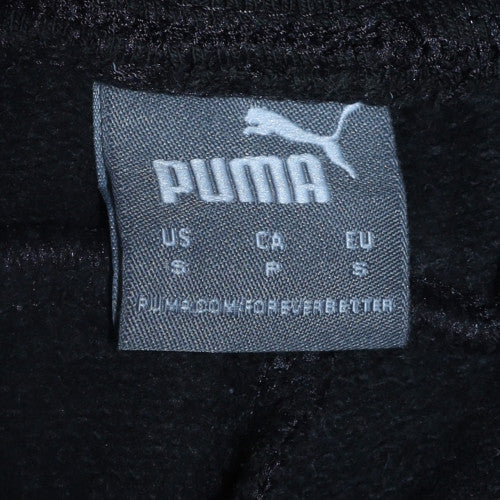 PUMA
US CA EU
S P S
PUMA.COM/FOREVERBETTER